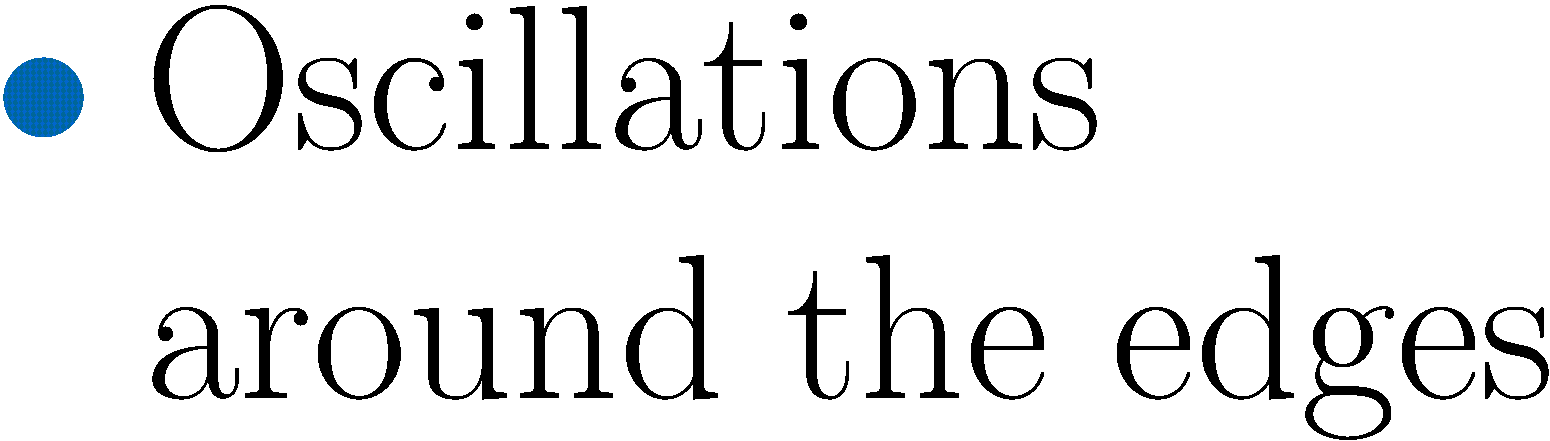 Oscillations
around the edges